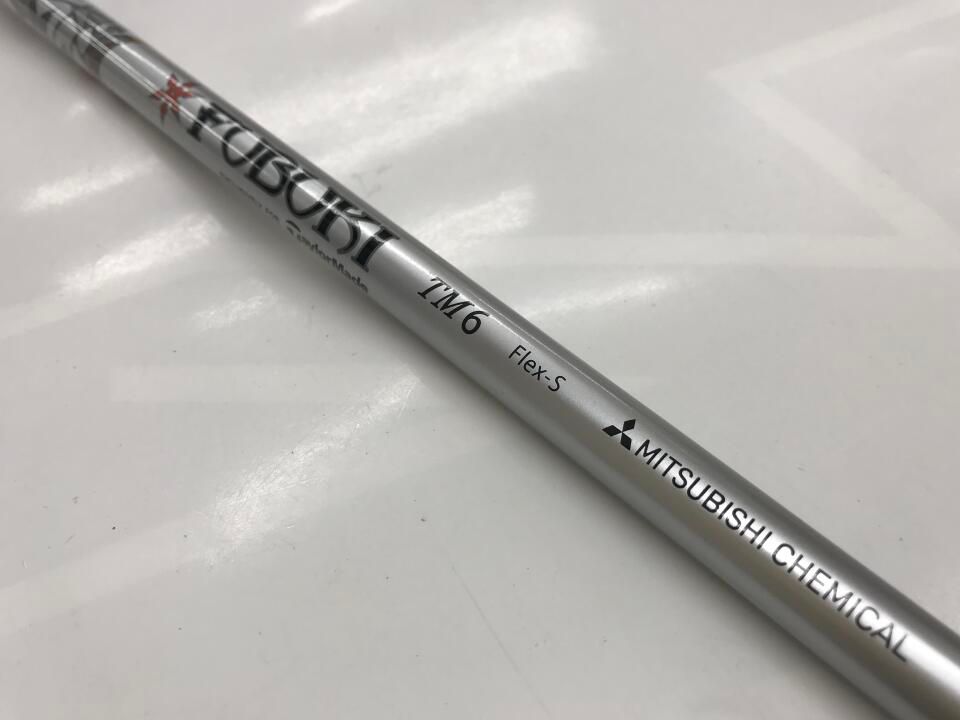 FUBUKI
TaylorMade
TM6
Flex-S
MITSUBISHI CHEMICAL